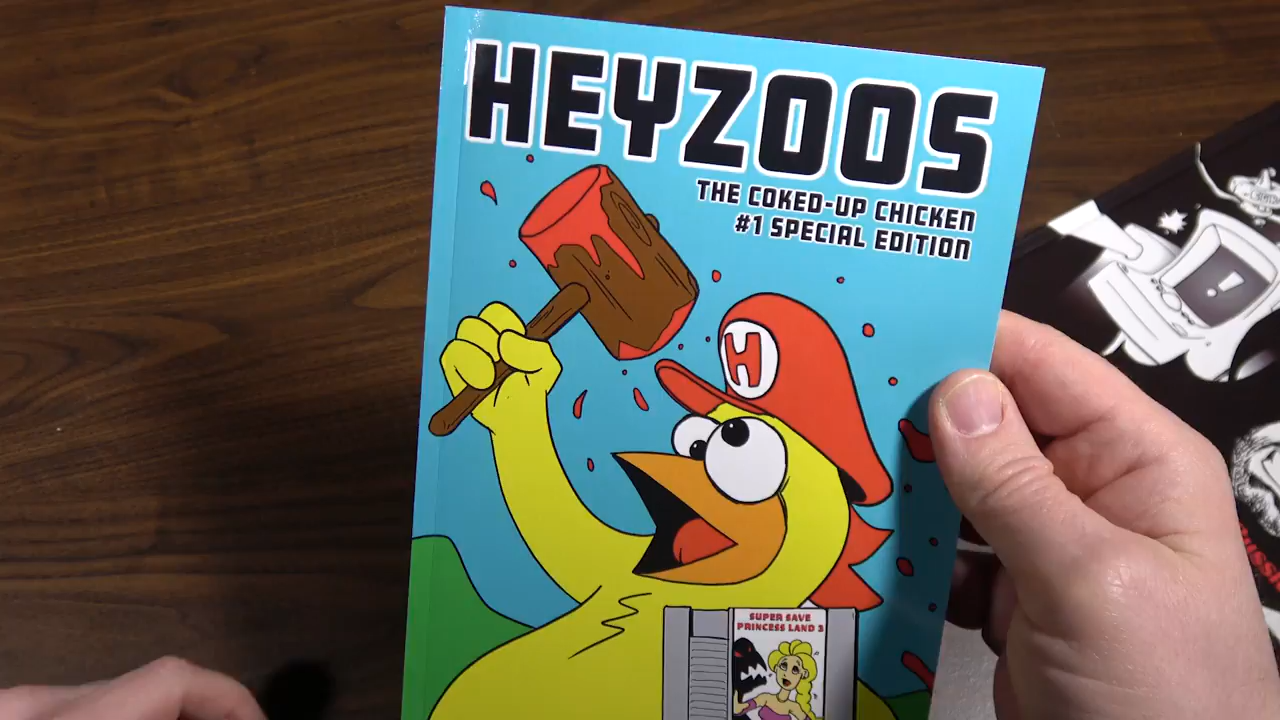 HEYZOOS
THE COKED-UP CHICKEN
#1 SPECIAL EDITION
H
SUPER SAVE
PRINCESS LAND 3
!